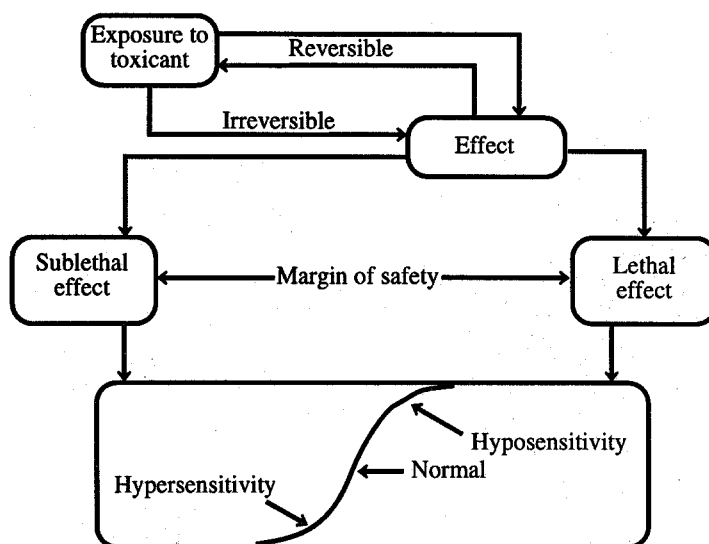 Exposure to
toxicant
Reversible
Irreversible
Effect
Sublethal
effect
Margin of safety
Lethal
effect
Hyposensitivity
Normal
Hypersensitivity